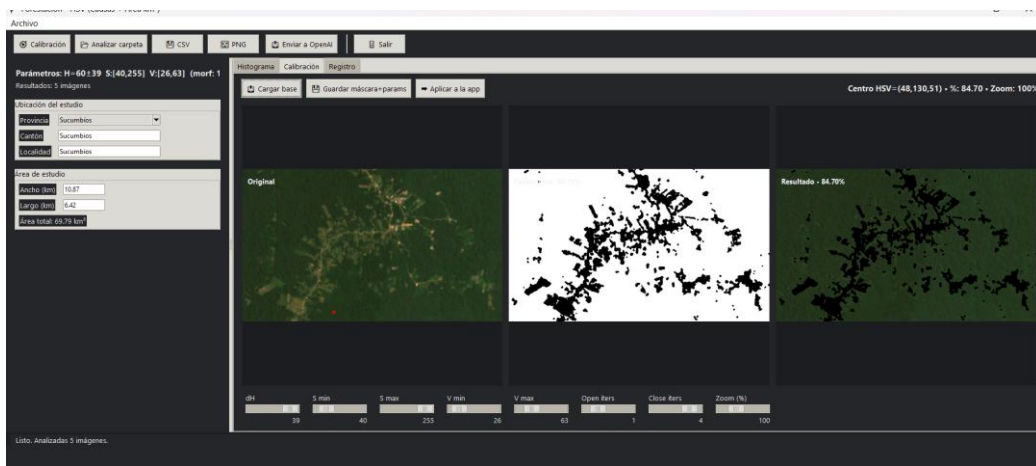 Archivo
Calibración Analizar carpeta CSV PNG Enviar a OpenAI Salir
Parámetros: H=60±39 S:[40,255] V:[26,63] (morf: 1
Resultados: 5 imágenes
Ubicación del estudio
Provincia Sucumbios
Cantón Sucumbios
Localidad Sucumbios
Área de estudio
Ancho (km) 10.87
Largo (km) 6.42
Área total: 69.79 km²
Histograma Calibración Registro
Cargar base Guardar máscara+params Aplicar a la app
Centro HSV=(48,130,51) • %: 84.70 • Zoom: 100%
Original
Resultado • 84.70%
dH S min S max V min V max Open iters Close iters Zoom (%)
39 40 255 26 63 1 4 100
Listo. Analizadas 5 imágenes.